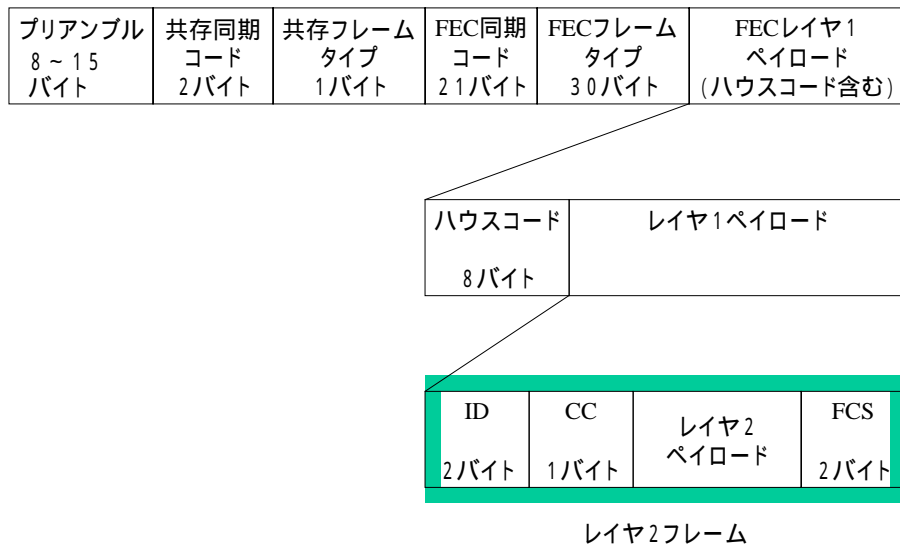 プリアンブル
8~15
バイト
共存同期
コード
2バイト
共存フレーム
タイプ
1バイト
FEC同期
コード
21バイト
FECフレーム
タイプ
30バイト
FECレイヤ1
ペイロード
(ハウスコード含む)
ハウスコード
8バイト
レイヤ1ペイロード
ID
2バイト
CC
1バイト
レイヤ2
ペイロード
FCS
2バイト
レイヤ2フレーム